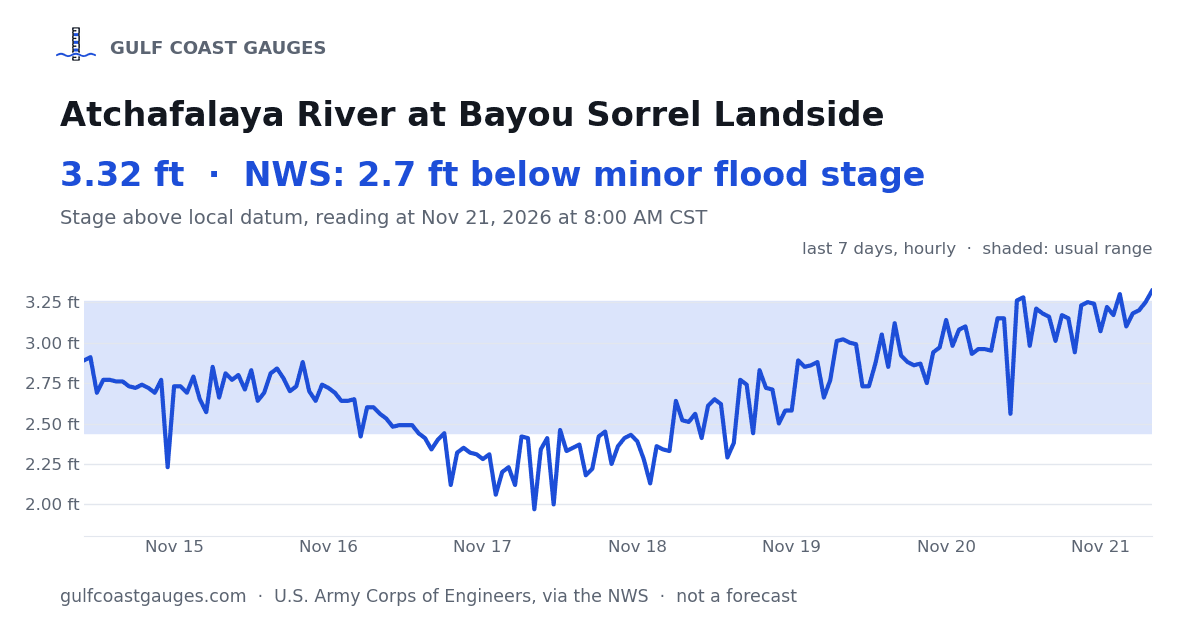 GULF COAST GAUGES
Atchafalaya River at Bayou Sorrel Landside
3.32 ft · NWS: 2.7 ft below minor flood stage
Stage above local datum, reading at Nov 21, 2026 at 8:00 AM CST
last 7 days, hourly · shaded: usual range
3.25 ft
3.00 ft
2.75 ft
2.50 ft
2.25 ft
2.00 ft
Nov 15 Nov 16 Nov 17 Nov 18 Nov 19 Nov 20 Nov 21
gulfcoastgauges.com · U.S. Army Corps of Engineers, via the NWS · not a forecast